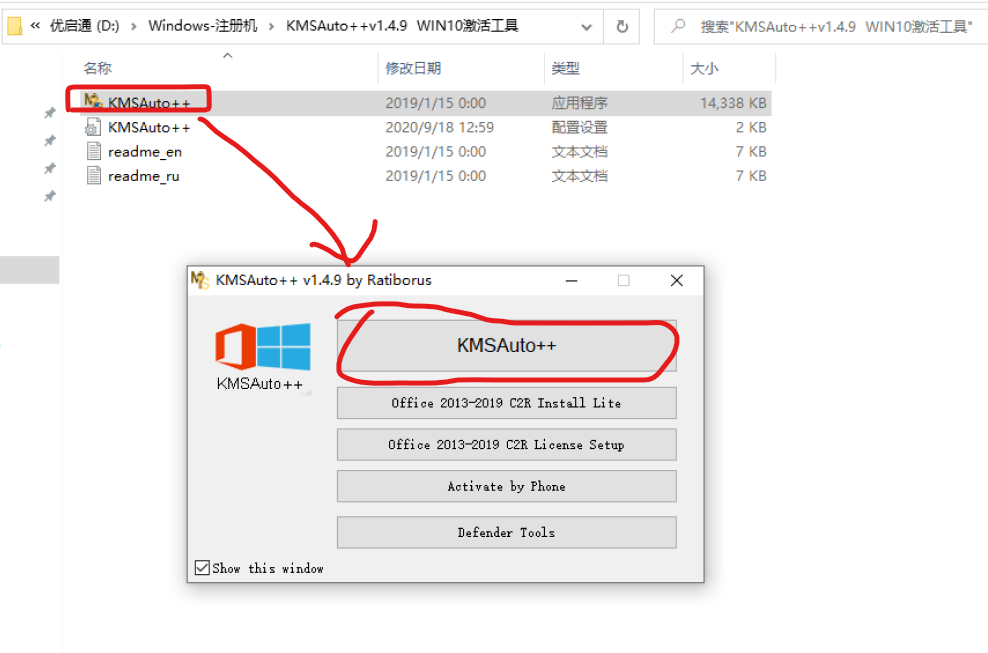 « 优启通 (D:) › Windows-注册机 › KMSAuto++v1.4.9 WIN10激活工具
搜索"KMSAuto++v1.4.9 WIN10激活工具"
名称 修改日期 类型 大小
KMSAuto++ 2019/1/15 0:00 应用程序 14,338 KB
KMSAuto++ 2020/9/18 12:59 配置设置 2 KB
readme_en 2019/1/15 0:00 文本文档 7 KB
readme_ru 2019/1/15 0:00 文本文档 7 KB
KMSAuto++ v1.4.9 by Ratiborus
KMSAuto++
KMSAuto++
Office 2013-2019 C2R Install Lite
Office 2013-2019 C2R License Setup
Activate by Phone
Defender Tools
Show this window